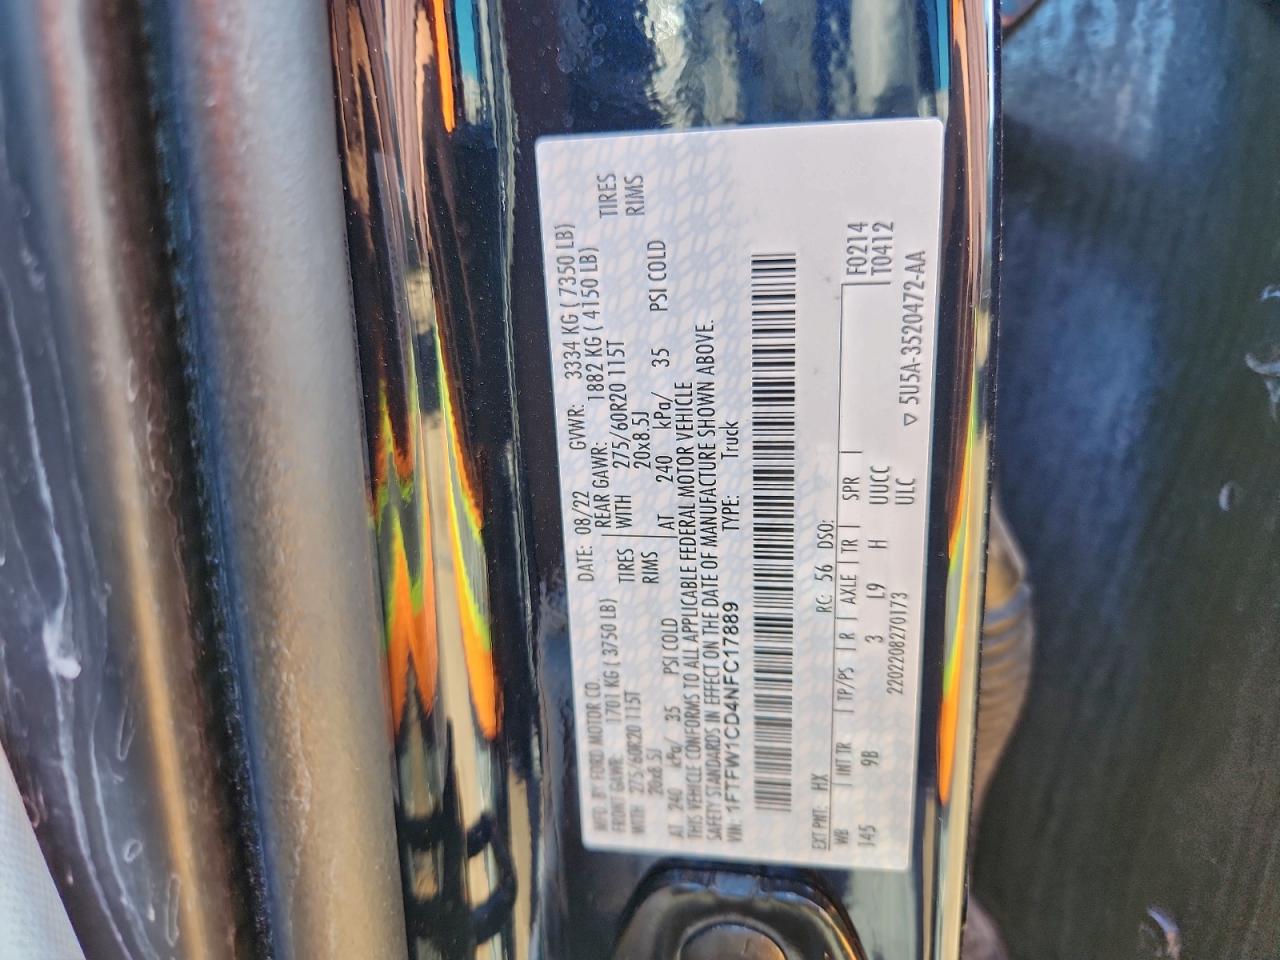 MFD. BY FORD MOTOR CO. DATE: 08/22 GVWR: 3334 KG ( 7350 LB)
FRONT GAWR: 1701 KG ( 3750 LB) REAR GAWR: 1882 KG ( 4150 LB)
WITH 275/60R20 115T TIRES WITH 275/60R20 115T TIRES
20x8.5J RIMS 20x8.5J RIMS
AT 240 kPa/ 35 PSI COLD AT 240 kPa/ 35 PSI COLD
THIS VEHICLE CONFORMS TO ALL APPLICABLE FEDERAL MOTOR VEHICLE
SAFETY STANDARDS IN EFFECT ON THE DATE OF MANUFACTURE SHOWN ABOVE.
VIN: 1FTFW1CD4NFC17889 TYPE: Truck
EXT PNT: HX RC: 56 DSO:
WB INT TR TP/PS R AXLE TR SPR F0214
145 9B 3 L9 H UUCC T0412
2202208270173 ULC
▽ 5U5A-3520472-AA